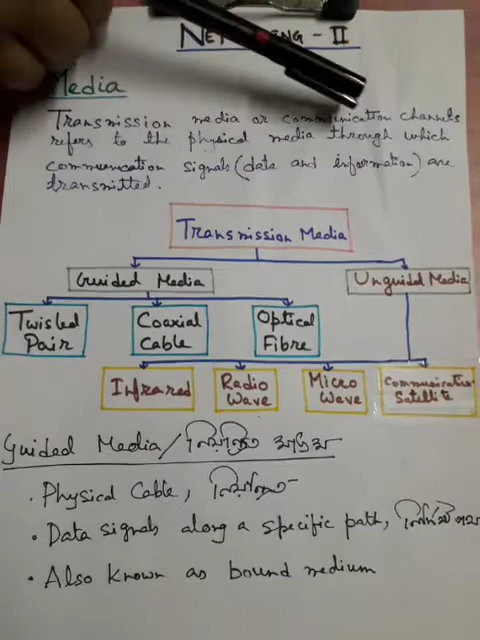 - II
Media
Transmission media or communication channels
refers to the physical media through which
communication signals (data and information) are
transmitted.
Transmission Media
Guided Media
Unguided Media
Twisted
Pair
Coaxial
Cable
Optical
Fibre
Infrared
Radio
Wave
Micro
Wave
Satellite
Guided Media / নিয়ন্ত্রিত মাধ্যম
. Physical Cable,
• Data signals along a specific path,
• Also known as bound medium